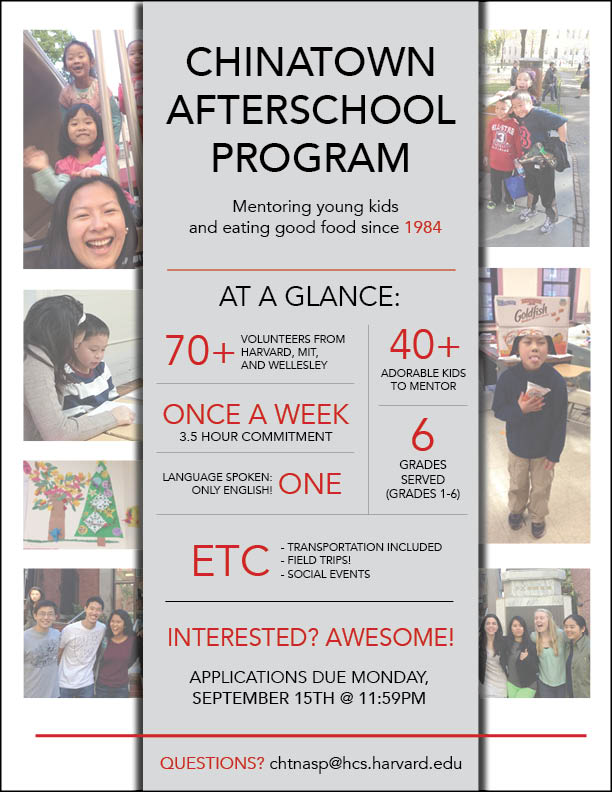 CHINATOWN
AFTERSCHOOL
PROGRAM
Mentoring young kids
and eating good food since 1984
AT A GLANCE:
70+
VOLUNTEERS FROM
HARVARD, MIT,
AND WELLESLEY
40+
ADORABLE KIDS
TO MENTOR
ONCE A WEEK
3.5 HOUR COMMITMENT
6
GRADES
SERVED
(GRADES 1-6)
LANGUAGE SPOKEN:
ONLY ENGLISH!
ONE
ETC
- TRANSPORTATION INCLUDED
- FIELD TRIPS!
- SOCIAL EVENTS
INTERESTED? AWESOME!
APPLICATIONS DUE MONDAY,
SEPTEMBER 15TH @ 11:59PM
QUESTIONS? chtnasp@hcs.harvard.edu
Goldfish
3